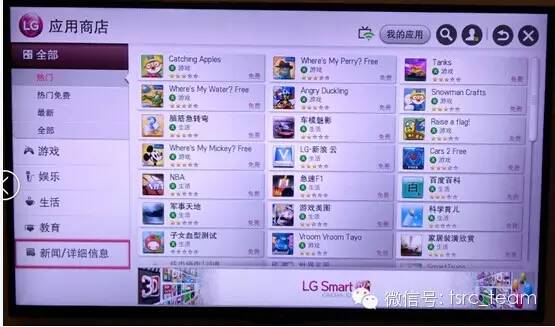 LG 应用商店
我的应用
全部
热门
热门免费
最新
全部
游戏
娱乐
生活
教育
新闻/详细信息
Catching Apples
游戏
免费
Where's My Perry? Free
游戏
免费
Tanks
游戏
免费
Where's My Water? Free
游戏
免费
Angry Duckling
游戏
免费
Snowman Crafts
游戏
免费
脑筋急转弯
生活
免费
车模魅影
生活
免费
Raise a flag!
游戏
免费
Where's My Mickey? Free
游戏
免费
LG-新浪 云
生活
免费
Cars 2 Free
游戏
免费
NBA
生活
免费
急速F1
游戏
免费
百度百科
生活
免费
军事天地
生活
免费
游戏美图
游戏
免费
科学育儿
生活
免费
子女血型测试
生活
免费
Vroom Vroom Tayo
游戏
免费
家居装潢欣赏
生活
免费
3D
LG Smart
微信号: tsrc_team